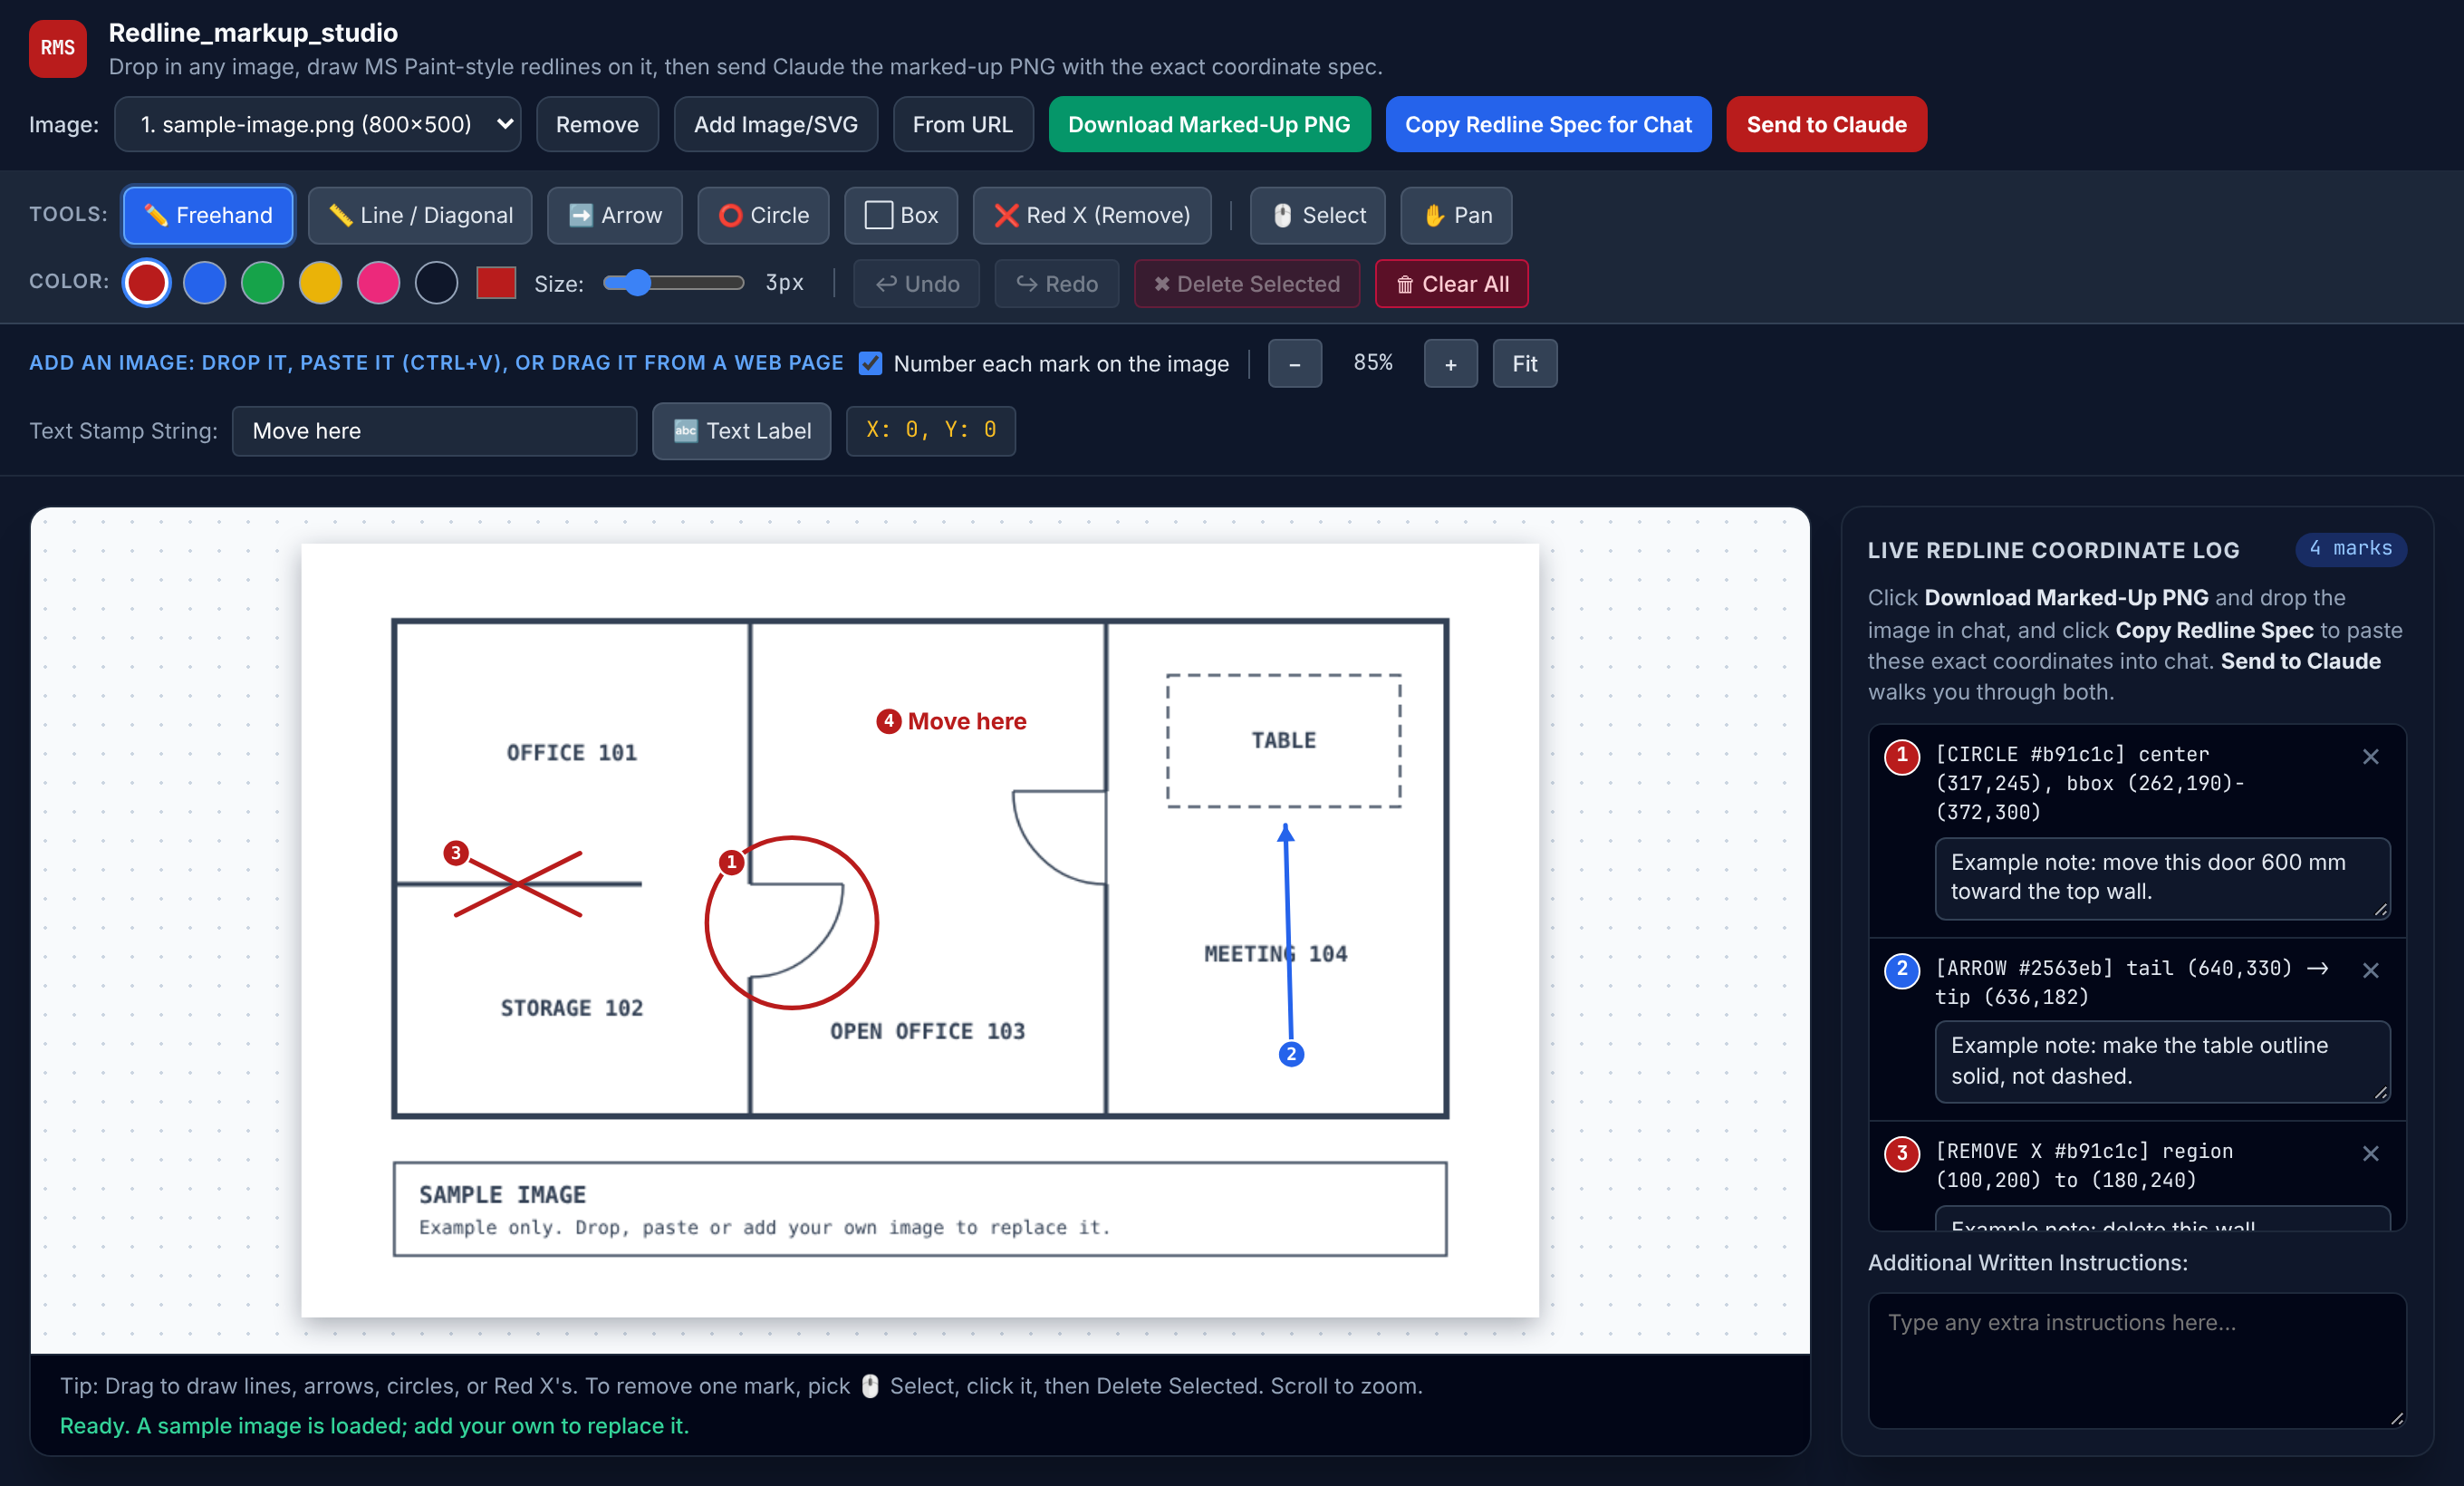 RMS
Redline_markup_studio
Drop in any image, draw MS Paint-style redlines on it, then send Claude the marked-up PNG with the exact coordinate spec.
Image: 1. sample-image.png (800×500) Remove Add Image/SVG From URL Download Marked-Up PNG Copy Redline Spec for Chat Send to Claude
TOOLS: Freehand Line / Diagonal Arrow Circle Box Red X (Remove) Select Pan
COLOR: Size: 3px Undo Redo Delete Selected Clear All
ADD AN IMAGE: DROP IT, PASTE IT (CTRL+V), OR DRAG IT FROM A WEB PAGE Number each mark on the image – 85% + Fit
Text Stamp String: Move here abc Text Label X: 0, Y: 0
4 Move here
TABLE
OFFICE 101
3
1
MEETING 104
STORAGE 102
OPEN OFFICE 103
2
SAMPLE IMAGE
Example only. Drop, paste or add your own image to replace it.
Tip: Drag to draw lines, arrows, circles, or Red X's. To remove one mark, pick Select, click it, then Delete Selected. Scroll to zoom.
Ready. A sample image is loaded; add your own to replace it.
LIVE REDLINE COORDINATE LOG 4 marks
Click Download Marked-Up PNG and drop the
image in chat, and click Copy Redline Spec to paste
these exact coordinates into chat. Send to Claude
walks you through both.
1 [CIRCLE #b91c1c] center
(317,245), bbox (262,190)-
(372,300)
Example note: move this door 600 mm
toward the top wall.
2 [ARROW #2563eb] tail (640,330) →
tip (636,182)
Example note: make the table outline
solid, not dashed.
3 [REMOVE X #b91c1c] region
(100,200) to (180,240)
Example note: delete this wall
Additional Written Instructions:
Type any extra instructions here...